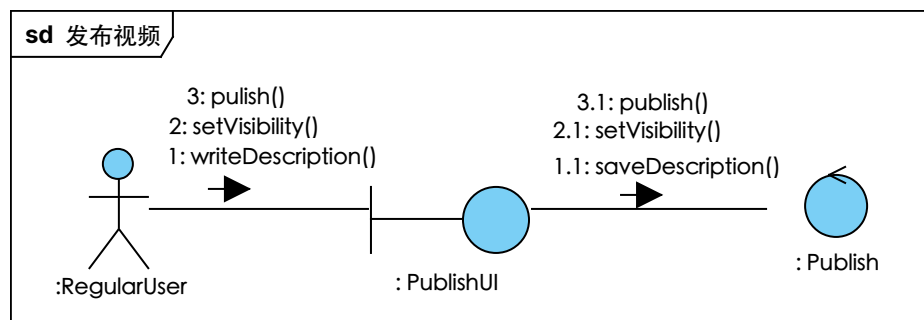 sd 发布视频
3: pulish()
2: setVisibility()
1: writeDescription()
3.1: publish()
2.1: setVisibility()
1.1: saveDescription()
:RegularUser
: PublishUI
: Publish